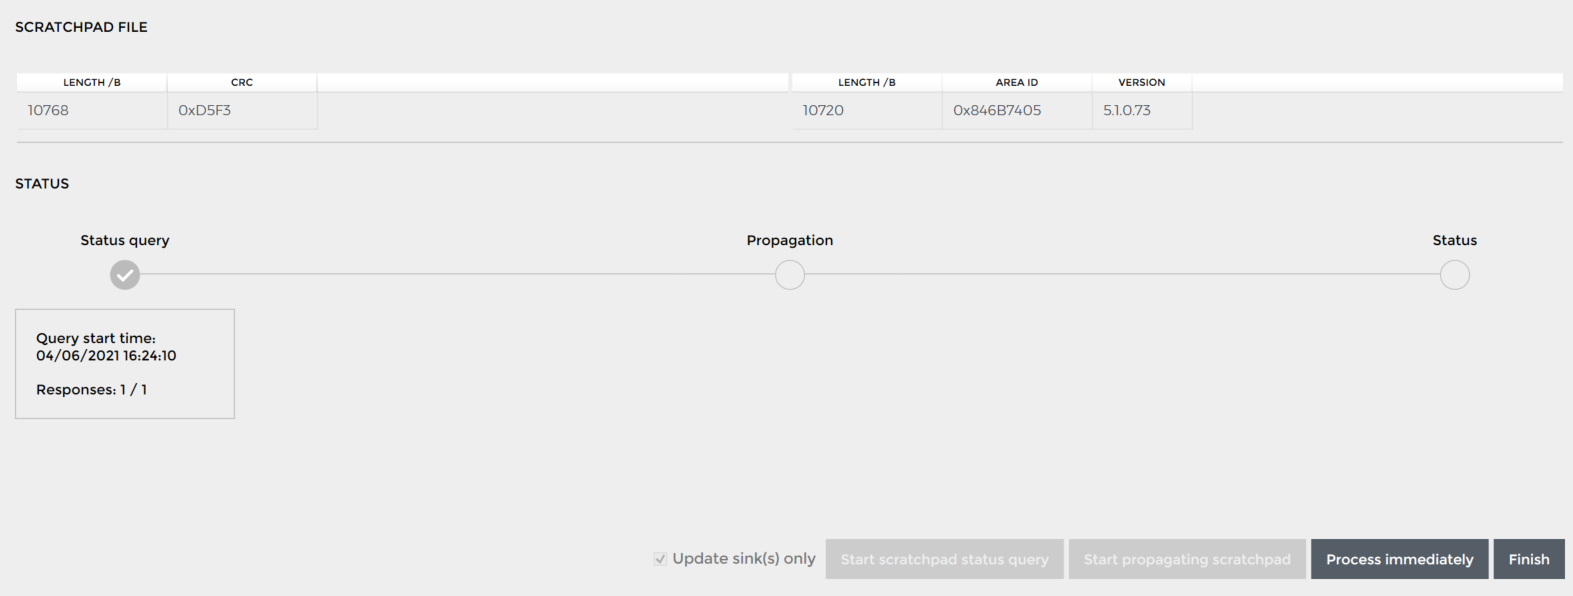 SCRATCHPAD FILE
LENGTH /B CRC LENGTH /B AREA ID VERSION
10768 0xD5F3 10720 0x846B7405 5.1.0.73
STATUS
Status query Propagation Status
Query start time:
04/06/2021 16:24:10
Responses: 1 / 1
Update sink(s) only Start scratchpad status query Start propagating scratchpad Process immediately Finish